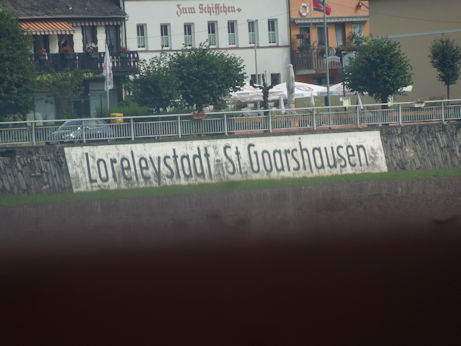 Zum Schiffchen
Loreleystadt - St. Goarshausen